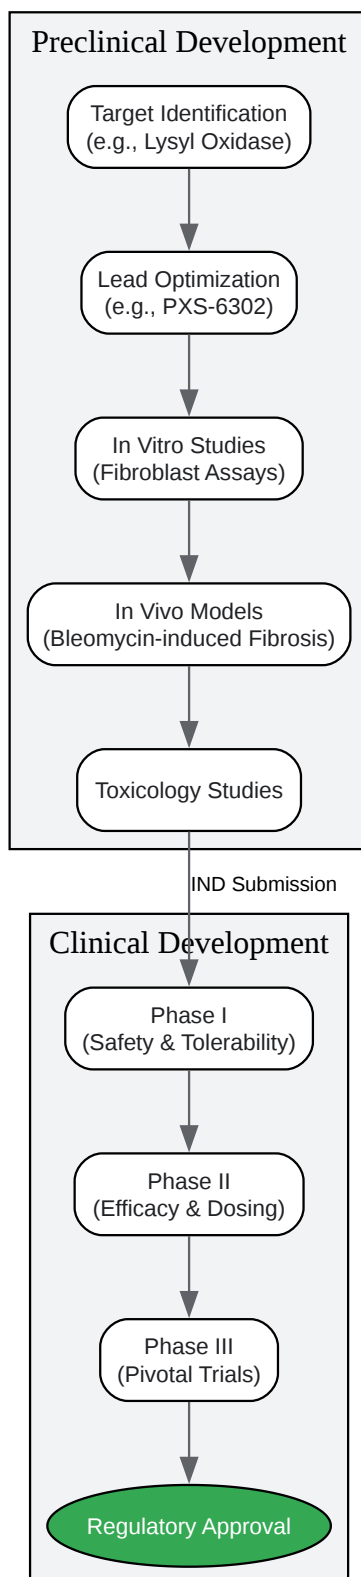 Preclinical Development
Target Identification
(e.g., Lysyl Oxidase)
Lead Optimization
(e.g., PXS-6302)
In Vitro Studies
(Fibroblast Assays)
In Vivo Models
(Bleomycin-induced Fibrosis)
Toxicology Studies
IND Submission
Clinical Development
Phase I
(Safety & Tolerability)
Phase II
(Efficacy & Dosing)
Phase III
(Pivotal Trials)
Regulatory Approval